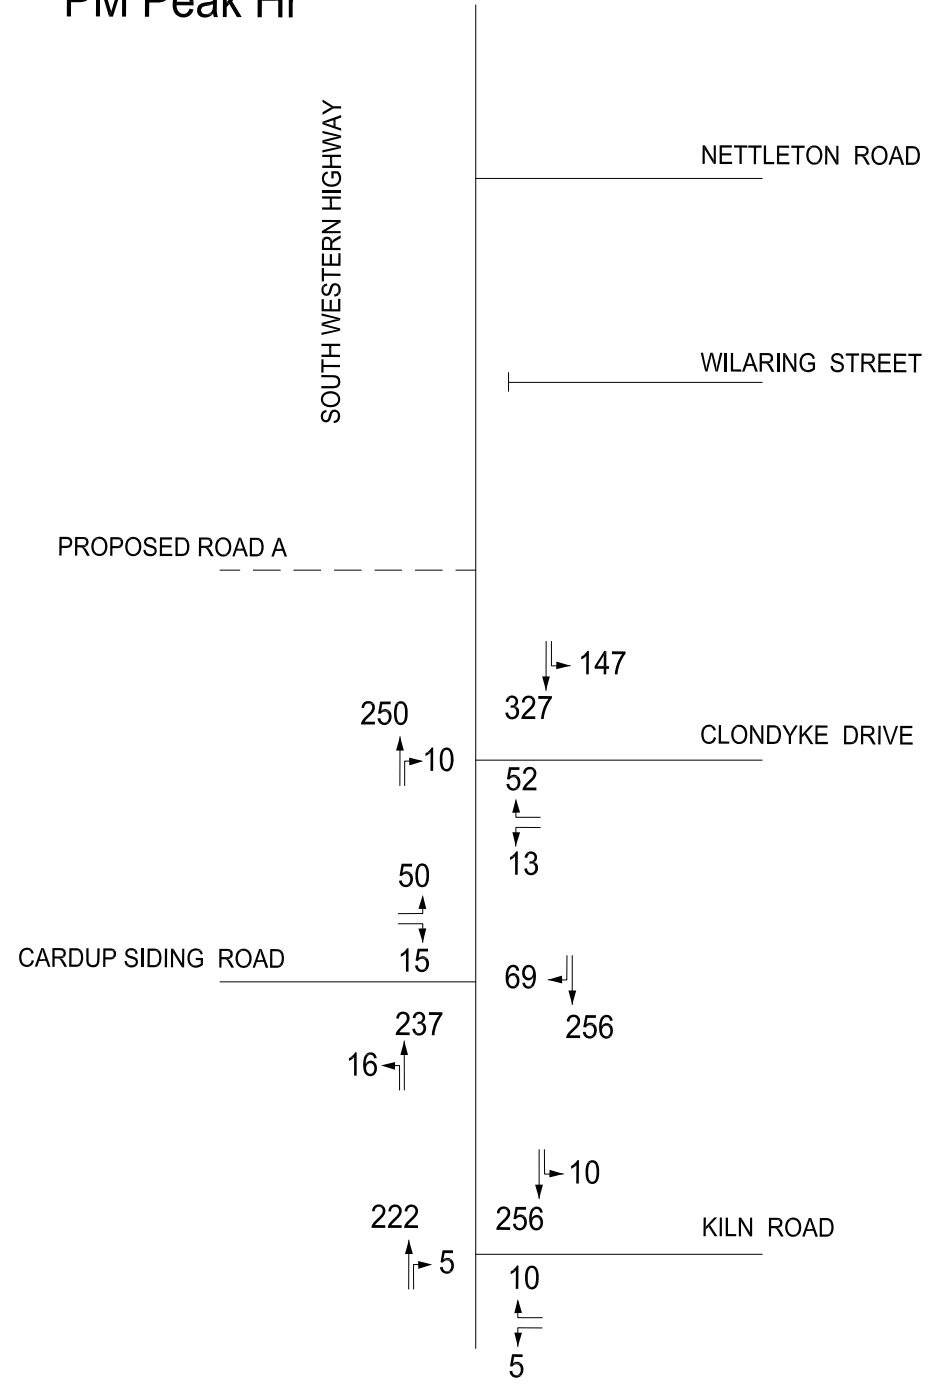 PM Peak Hr
SOUTH WESTERN HIGHWAY
NETTLETON ROAD
WILARING STREET
PROPOSED ROAD A
147
327
250
10
CLONDYKE DRIVE
52
13
50
15
CARDUP SIDING ROAD
69
256
237
16
10
256
222
5
KILN ROAD
10
5